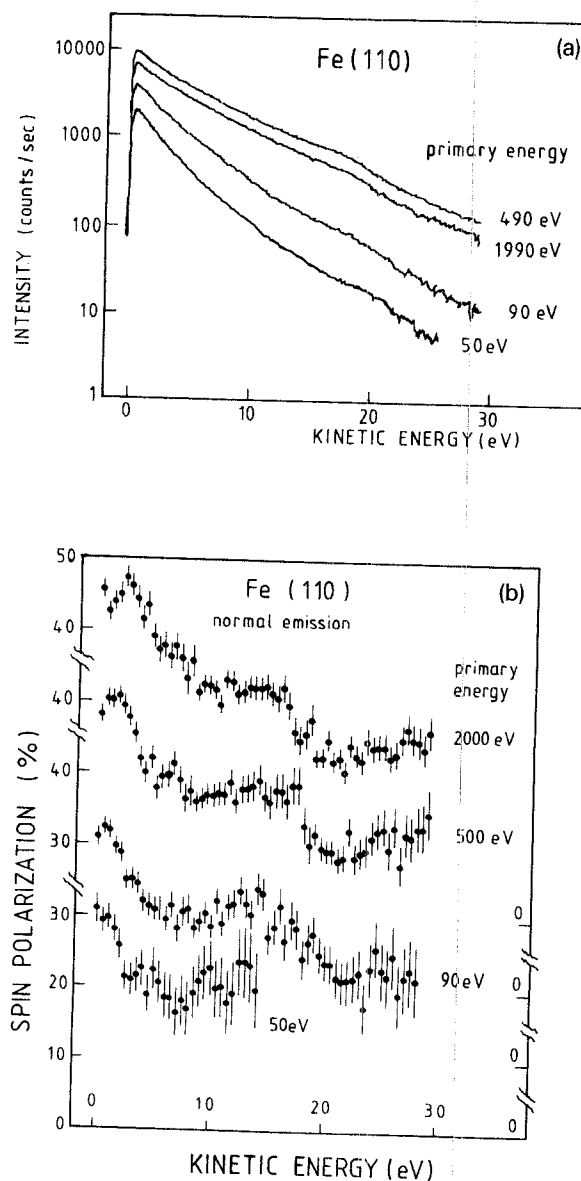 (a)
Fe (110)
INTENSITY (counts / sec)
10000
1000
100
10
1
primary energy
490 eV
1990 eV
90 eV
50 eV
0 10 20 30
KINETIC ENERGY (eV)
(b)
Fe (110)
normal emission
SPIN POLARIZATION (%)
50
40
40
40
30
30
20
10
0
primary
energy
2000 eV
500 eV
90 eV
50 eV
0
0
0
0
0 10 20 30
KINETIC ENERGY (eV)